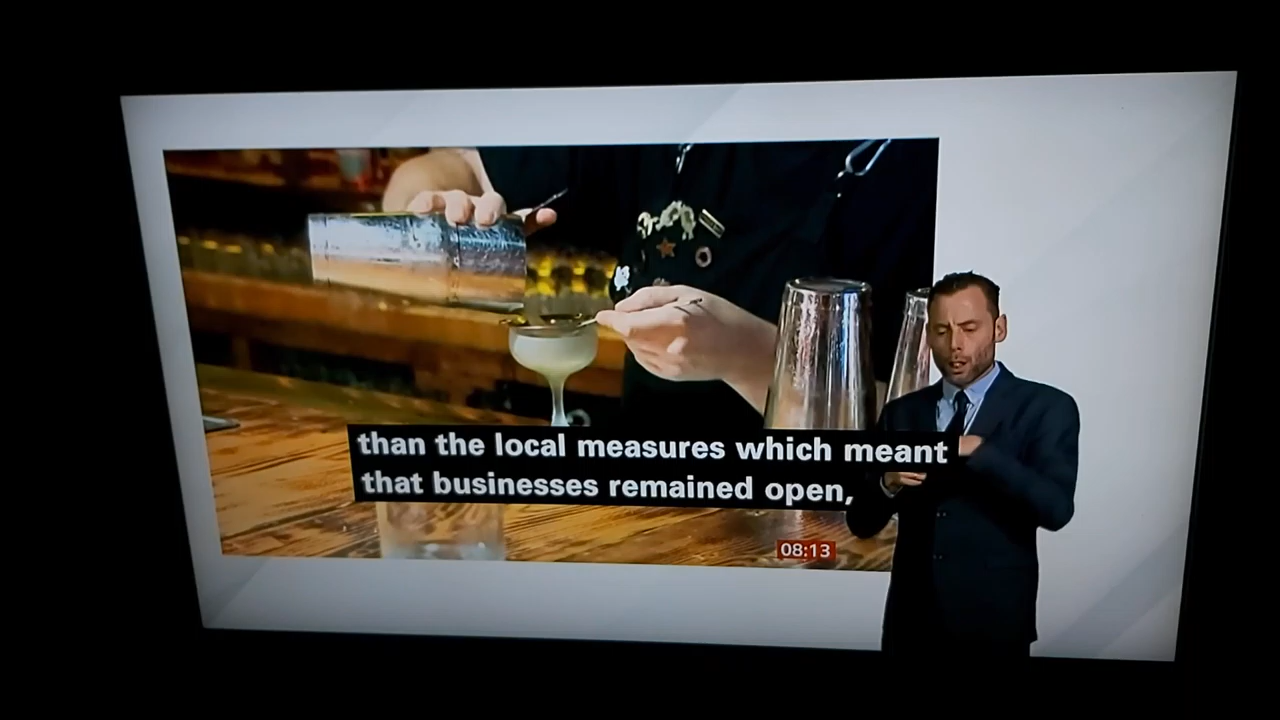 than the local measures which meant
that businesses remained open,
08:13